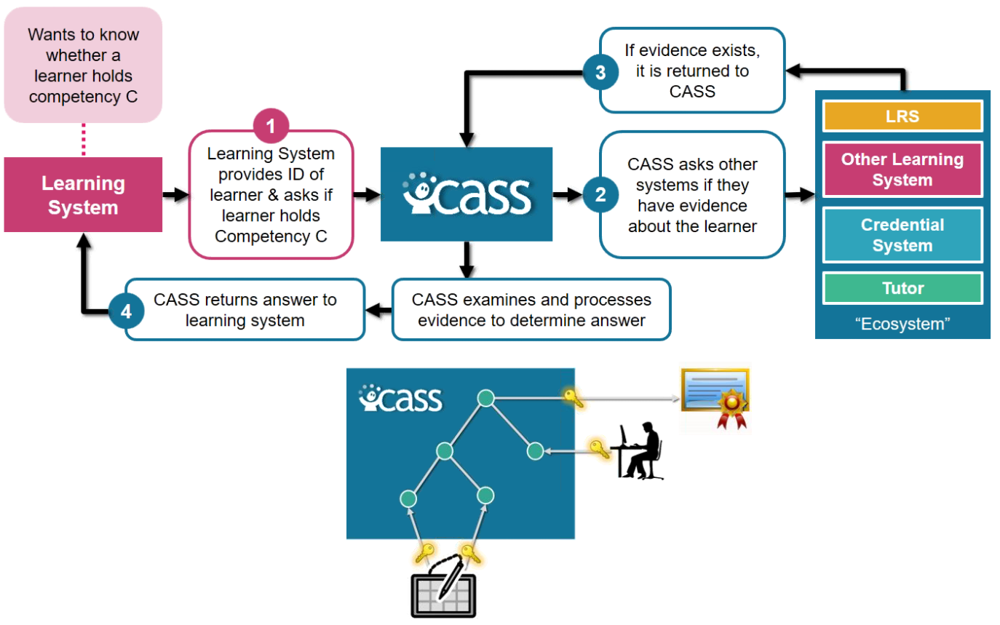 Wants to know
whether a
learner holds
competency C
Learning
System
1
Learning System
provides ID of
learner & asks if
learner holds
Competency C
cass
2
CASS asks other
systems if they
have evidence
about the learner
LRS
Other Learning
System
Credential
System
Tutor
“Ecosystem”
3
If evidence exists,
it is returned to
CASS
CASS examines and processes
evidence to determine answer
4
CASS returns answer to
learning system
cass